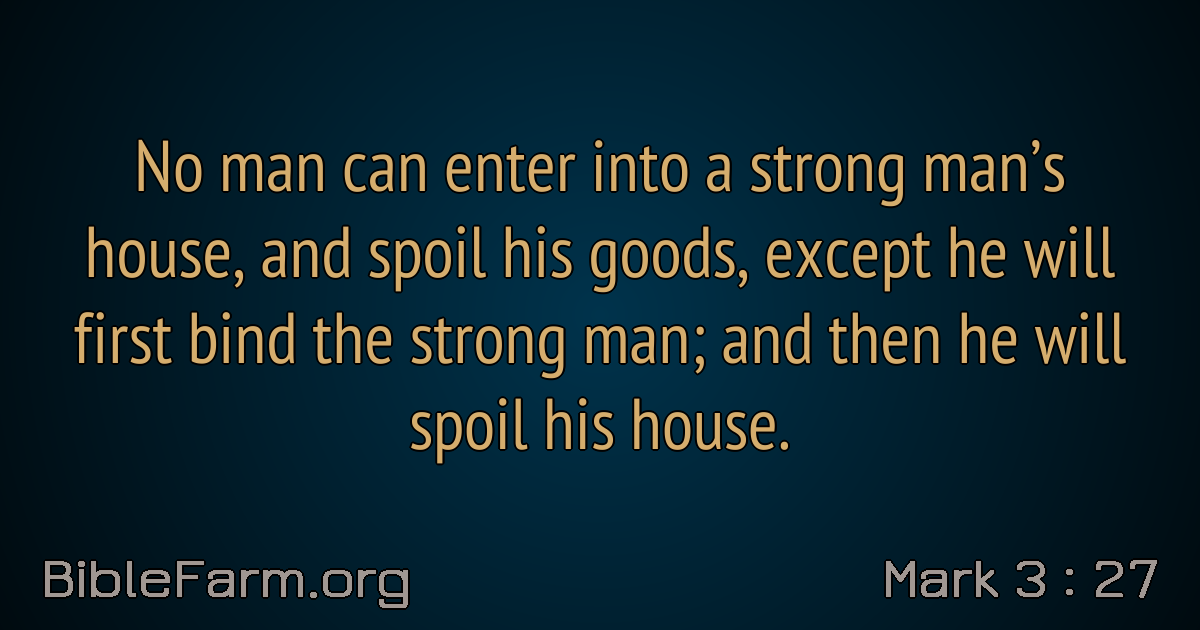 No man can enter into a strong man’s
house, and spoil his goods, except he will
first bind the strong man; and then he will
spoil his house.
BibleFarm.org
Mark 3 : 27